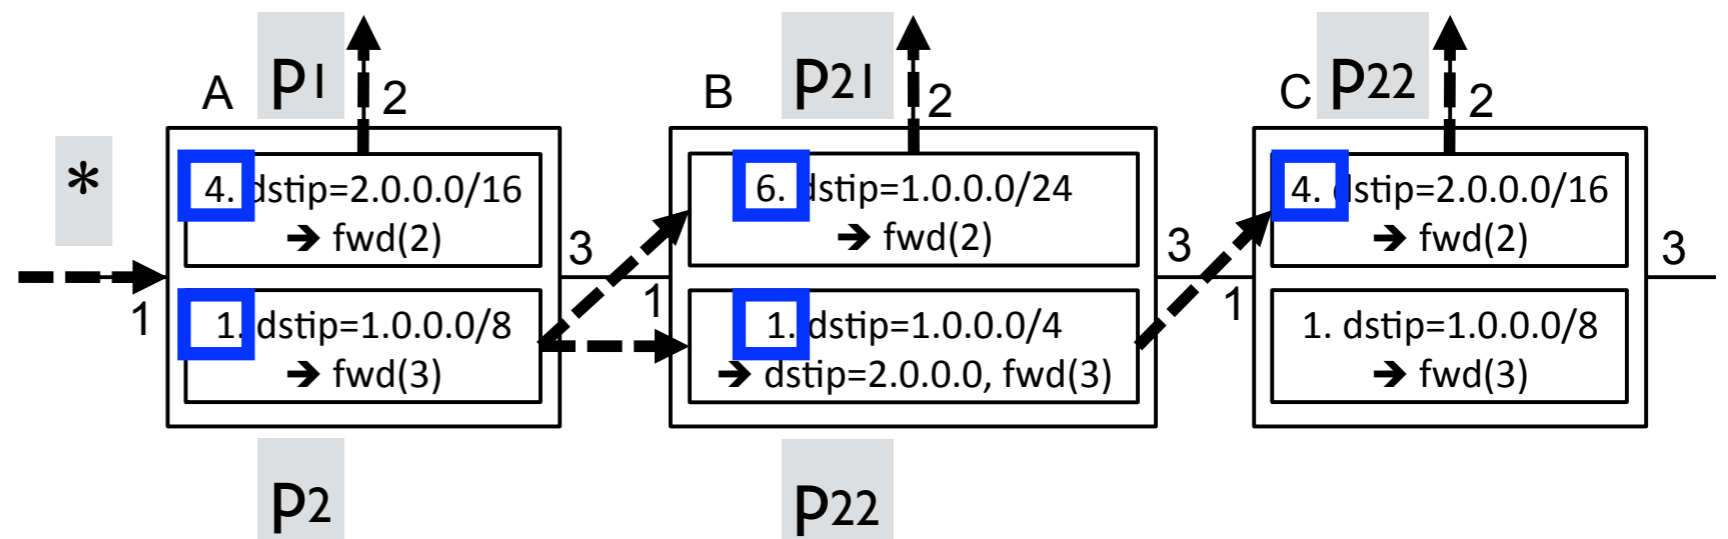 A p1 2 B p21 2 C p22 2
*
4. dstip=2.0.0.0/16
➔ fwd(2)
6. dstip=1.0.0.0/24
➔ fwd(2)
4. dstip=2.0.0.0/16
➔ fwd(2)
1 3 1 3 1 3
1. dstip=1.0.0.0/8
➔ fwd(3)
1. dstip=1.0.0.0/4
➔ dstip=2.0.0.0, fwd(3)
1. dstip=1.0.0.0/8
➔ fwd(3)
p2 p22